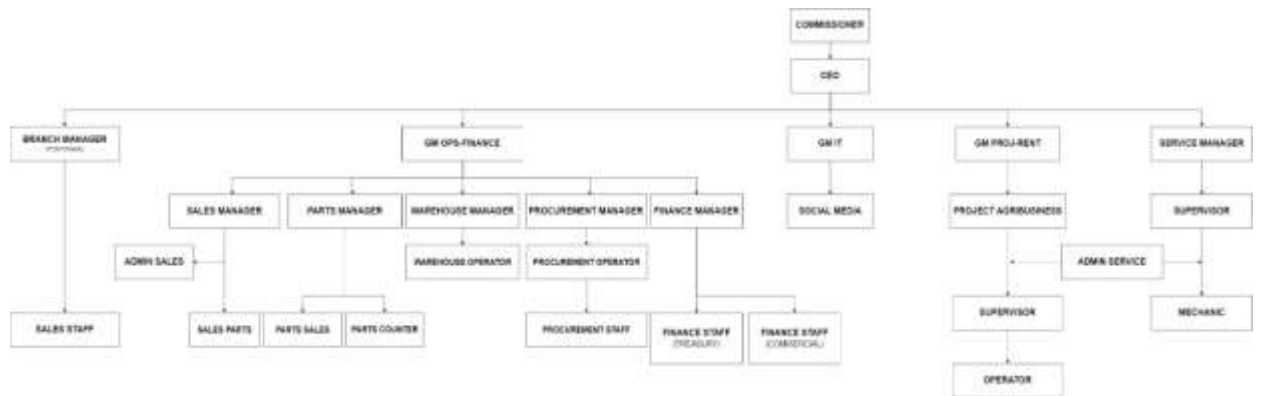 COMMISSIONER
CEO
BRANCH MANAGER
GM OPS-FINANCE
GM IT
GM PROJ-RENT
SERVICE MANAGER
SALES MANAGER
PARTS MANAGER
WAREHOUSE MANAGER
PROCUREMENT MANAGER
FINANCE MANAGER
SOCIAL MEDIA
PROJECT AGRIBUSINESS
SUPERVISOR
ADMIN SALES
WAREHOUSE OPERATOR
PROCUREMENT OPERATOR
ADMIN SERVICE
SALES STAFF
SALES PARTS
PARTS SALES
PARTS COUNTER
PROCUREMENT STAFF
FINANCE STAFF
(TREASURY)
FINANCE STAFF
(COMMERCIAL)
SUPERVISOR
MECHANIC
OPERATOR